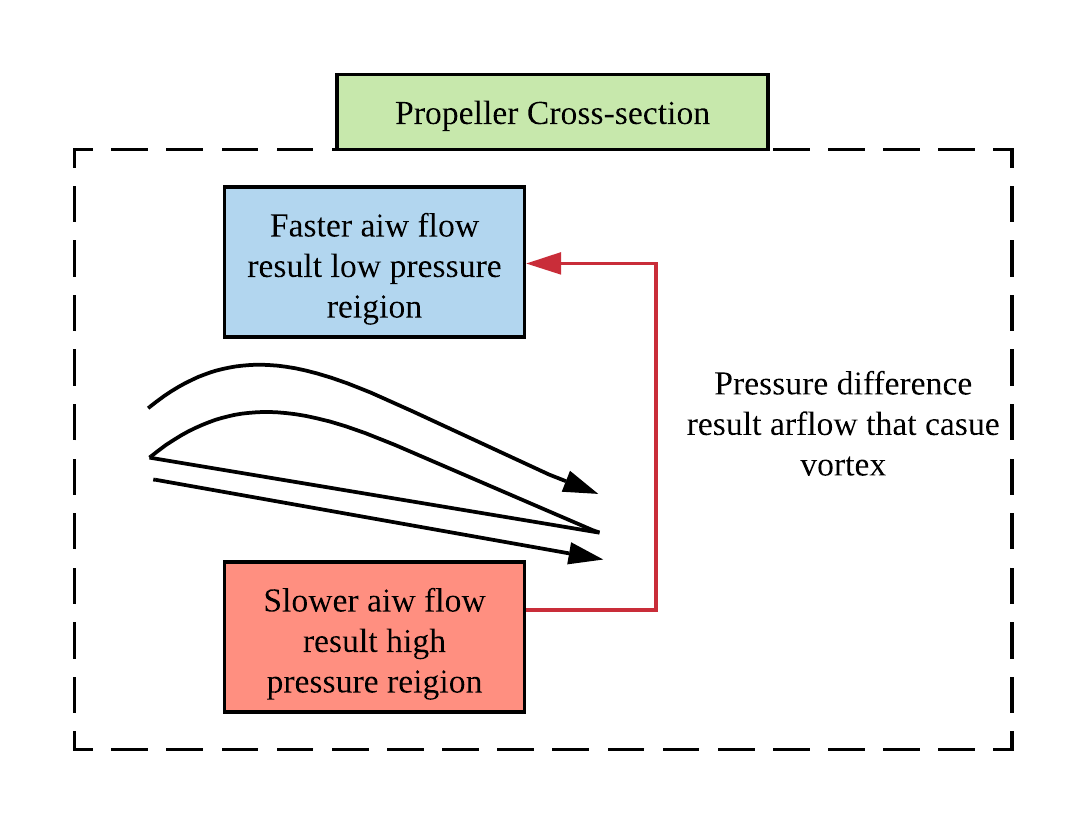 Propeller Cross-section
Faster aiw flow
result low pressure
reigion
Pressure difference
result arflow that casue
vortex
Slower aiw flow
result high
pressure reigion